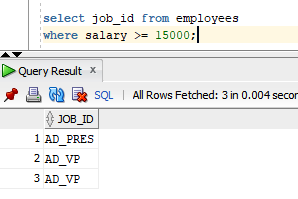 select job_id from employees
where salary >= 15000;
Query Result x
SQL | All Rows Fetched: 3 in 0.004 secon
JOB_ID
1 AD_PRES
2 AD_VP
3 AD_VP